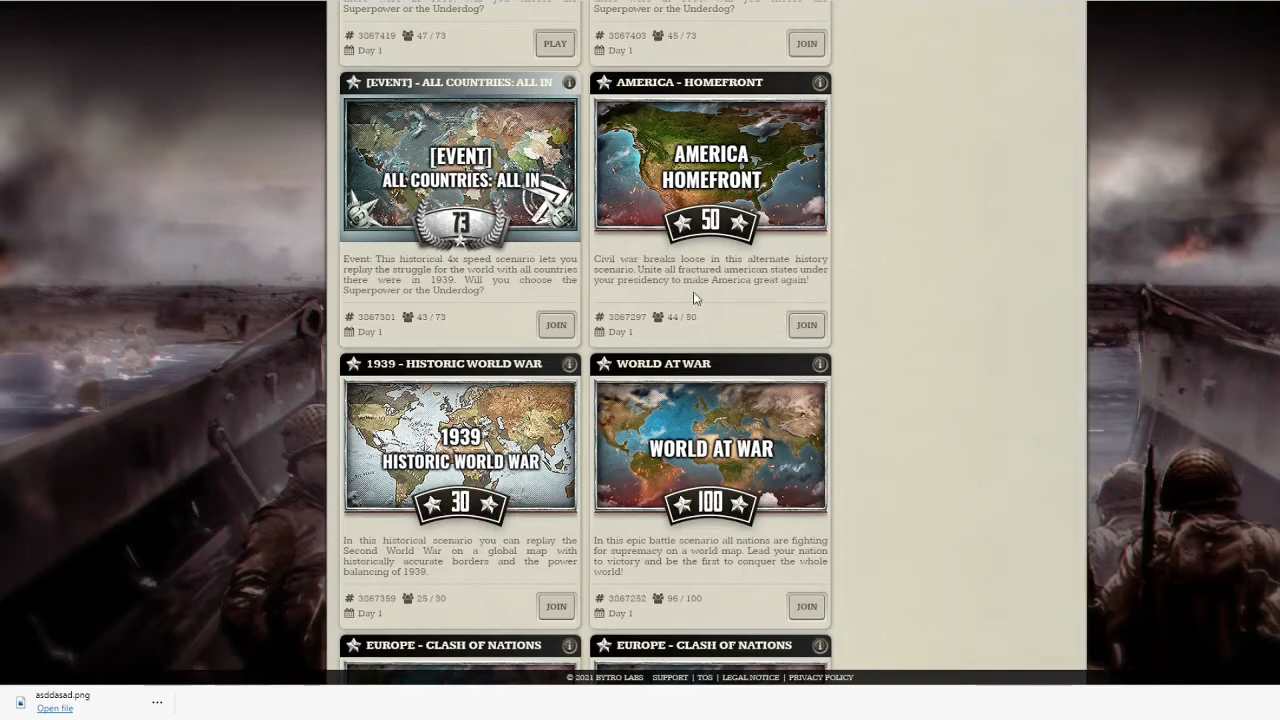 Superpower or the Underdog?
# 3867419 47 / 73
Day 1
PLAY
Superpower or the Underdog?
# 3867403 45 / 73
Day 1
JOIN
[EVENT] - ALL COUNTRIES: ALL IN
[EVENT]
ALL COUNTRIES: ALL IN
73
Event: This historical 4x speed scenario lets you
replay the struggle for the world with all countries
there were in 1939. Will you choose the
Superpower or the Underdog?
# 3867381 43 / 73
Day 1
JOIN
AMERICA - HOMEFRONT
AMERICA
HOMEFRONT
50
Civil war breaks loose in this alternate history
scenario. Unite all fractured american states under
your presidency to make America great again!
# 3867297 44 / 50
Day 1
JOIN
1939 - HISTORIC WORLD WAR
1939
HISTORIC WORLD WAR
30
In this historical scenario you can replay the
Second World War on a global map with
historically accurate borders and the power
balancing of 1939.
# 3867359 25 / 30
Day 1
JOIN
WORLD AT WAR
WORLD AT WAR
100
In this epic battle scenario all nations are fighting
for supremacy on a world map. Lead your nation
to victory and be the first to conquer the whole
world!
# 3867252 96 / 100
Day 1
JOIN
EUROPE - CLASH OF NATIONS
EUROPE - CLASH OF NATIONS
© 2021 BYTRO LABS SUPPORT | TOS | LEGAL NOTICE | PRIVACY POLICY
asddasad.png
Open file